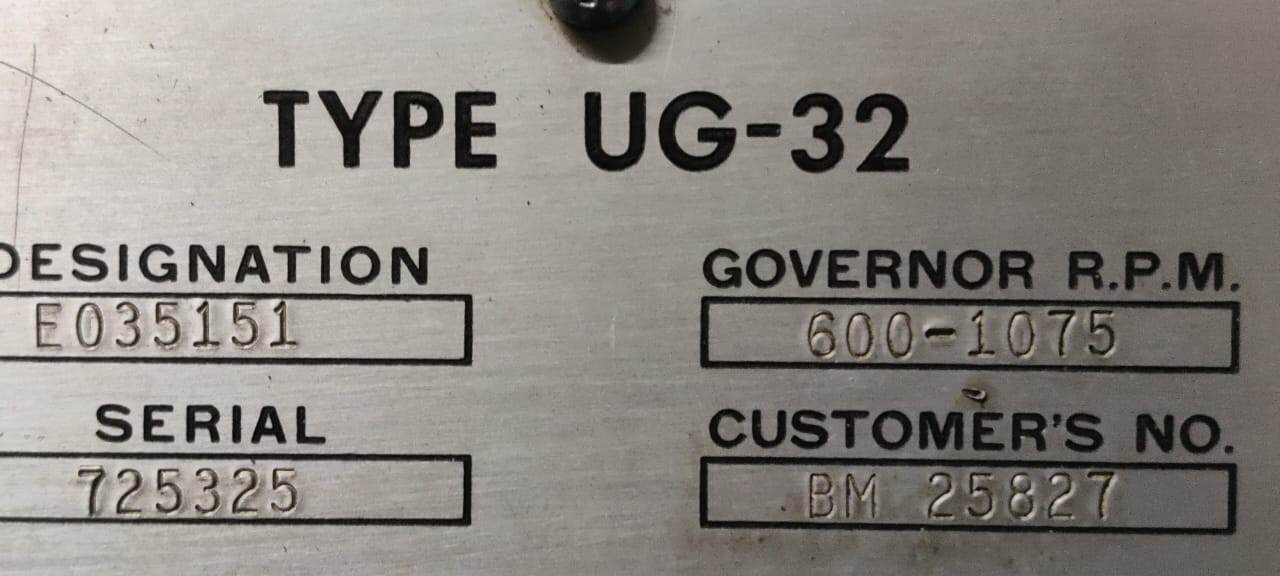 TYPE UG-32
DESIGNATION GOVERNOR R.P.M.
E035151 600-1075
SERIAL CUSTOMER'S NO.
725325 BM 25827